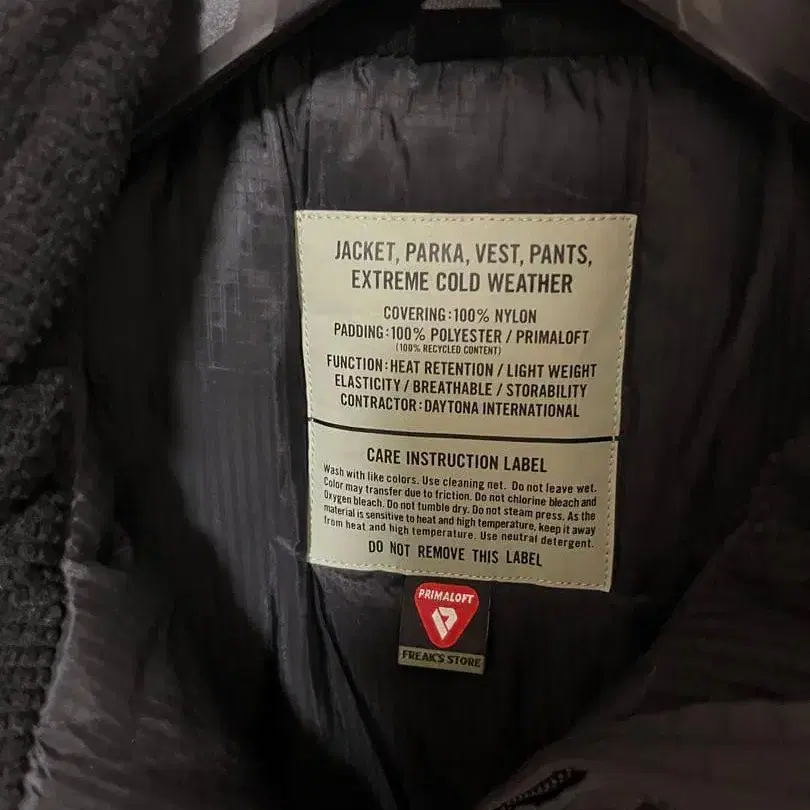 JACKET, PARKA, VEST, PANTS,
EXTREME COLD WEATHER
COVERING:100% NYLON
PADDING:100% POLYESTER / PRIMALOFT
(100% RECYCLED CONTENT)
FUNCTION:HEAT RETENTION / LIGHT WEIGHT
ELASTICITY / BREATHABLE / STORABILITY
CONTRACTOR:DAYTONA INTERNATIONAL
CARE INSTRUCTION LABEL
Wash with like colors. Use cleaning net. Do not leave wet.
Color may transfer due to friction. Do not chlorine bleach and
Oxygen bleach. Do not tumble dry. Do not steam press. As the
material is sensitive to heat and high temperature, keep it away
from heat and high temperature. Use neutral detergent.
DO NOT REMOVE THIS LABEL
PRIMALOFT
FREAK'S STORE